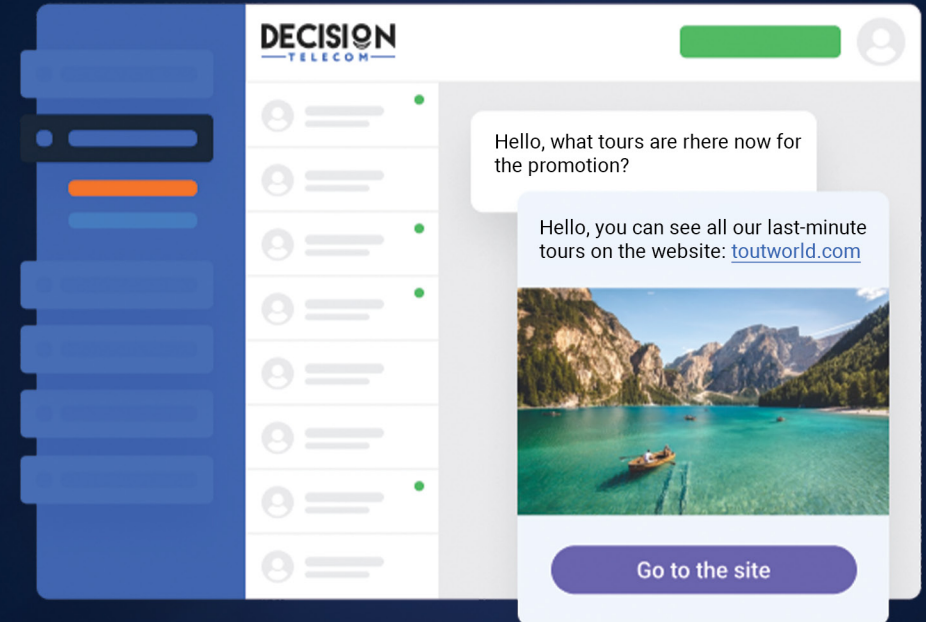 DECISION
TELECOM
Hello, what tours are rhere now for
the promotion?
Hello, you can see all our last-minute
tours on the website: toutworld.com
Go to the site